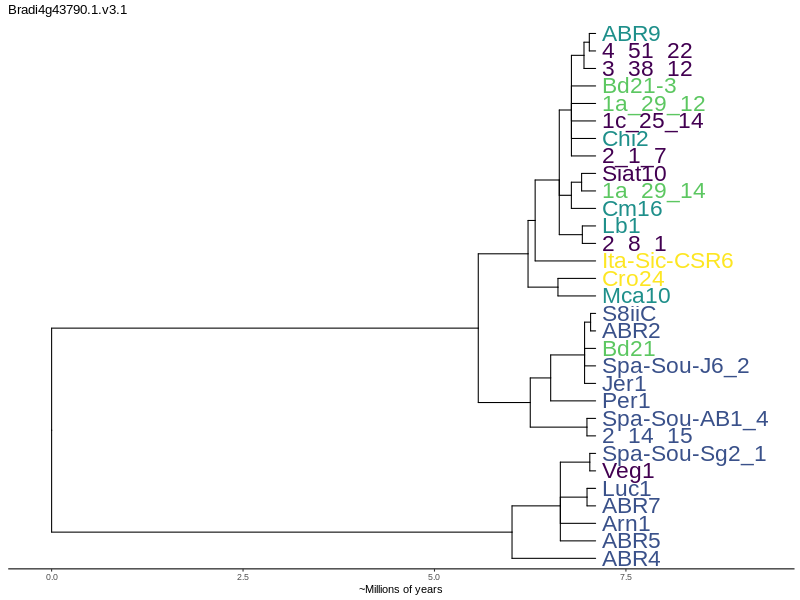 Bradi4g43790.1.v3.1
ABR9
4_51_22
3_38_12
Bd21-3
1a_29_12
1c_25_14
Chi2
2_1_7
Siat10
1a_29_14
Cm16
Lb1
2_8_1
Ita-Sic-CSR6
Cro24
Mca10
S8iiC
ABR2
Bd21
Spa-Sou-J6_2
Jer1
Per1
Spa-Sou-AB1_4
2_14_15
Spa-Sou-Sg2_1
Veg1
Luc1
ABR7
Arn1
ABR5
ABR4
0.0 2.5 5.0 7.5
~Millions of years